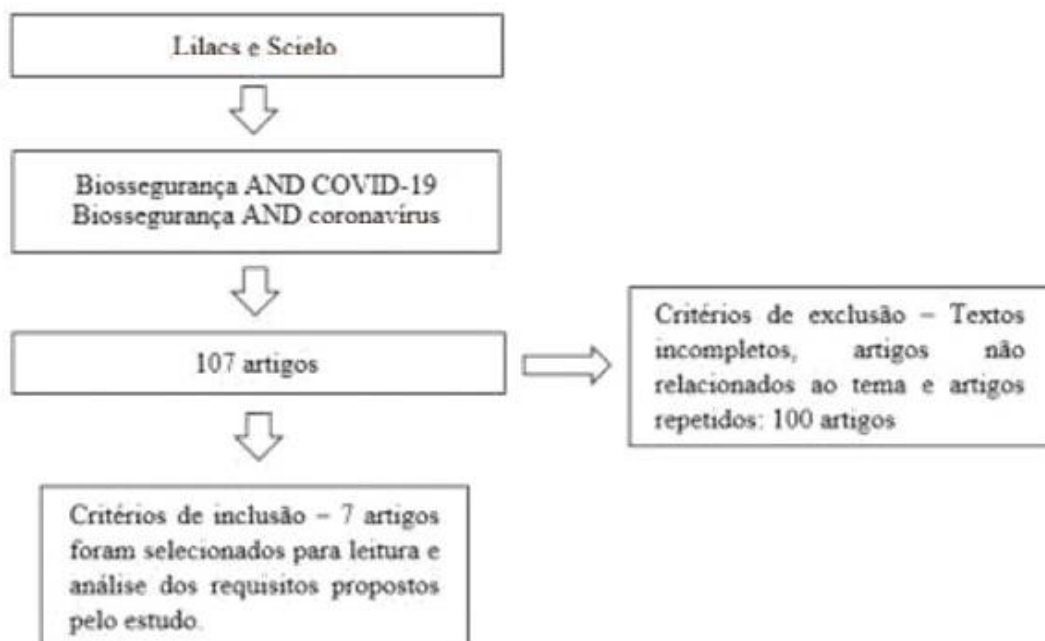 Lilacs e Scielo
Biossegurança AND COVID-19
Biossegurança AND coronavírus
107 artigos
Critérios de exclusão – Textos
incompletos, artigos não
relacionados ao tema e artigos
repetidos: 100 artigos
Critérios de inclusão – 7 artigos
foram selecionados para leitura e
análise dos requisitos propostos
pelo estudo.